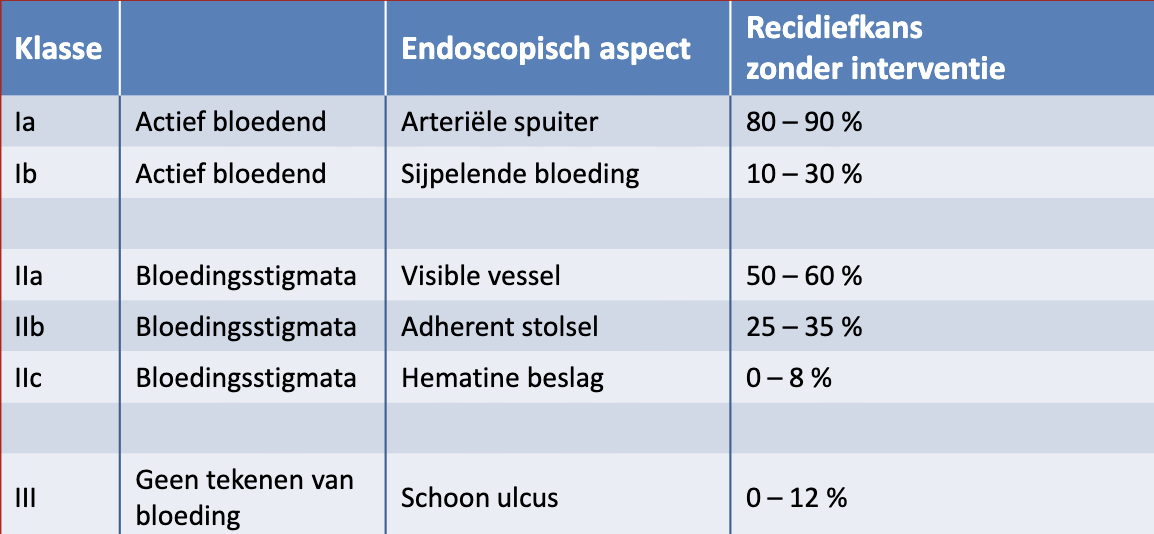 Klasse Endoscopisch aspect Recidiefkans
zonder interventie
Ia Actief bloedend Arteriële spuiter 80 – 90 %
Ib Actief bloedend Sijpelende bloeding 10 – 30 %
IIa Bloedingsstigmata Visible vessel 50 – 60 %
IIb Bloedingsstigmata Adherent stolsel 25 – 35 %
IIc Bloedingsstigmata Hematine beslag 0 – 8 %
III Geen tekenen van
bloeding Schoon ulcus 0 – 12 %